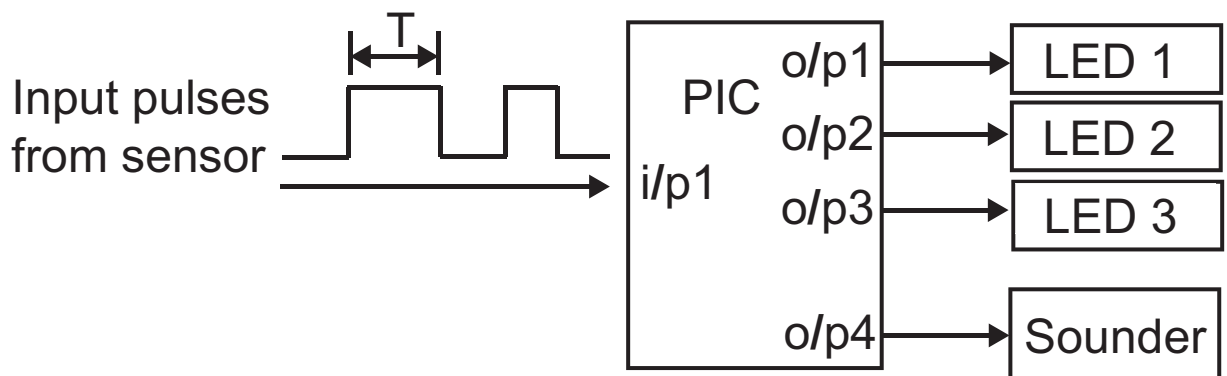 T
Input pulses
from sensor
PIC
i/p1
o/p1
o/p2
o/p3
o/p4
LED 1
LED 2
LED 3
Sounder